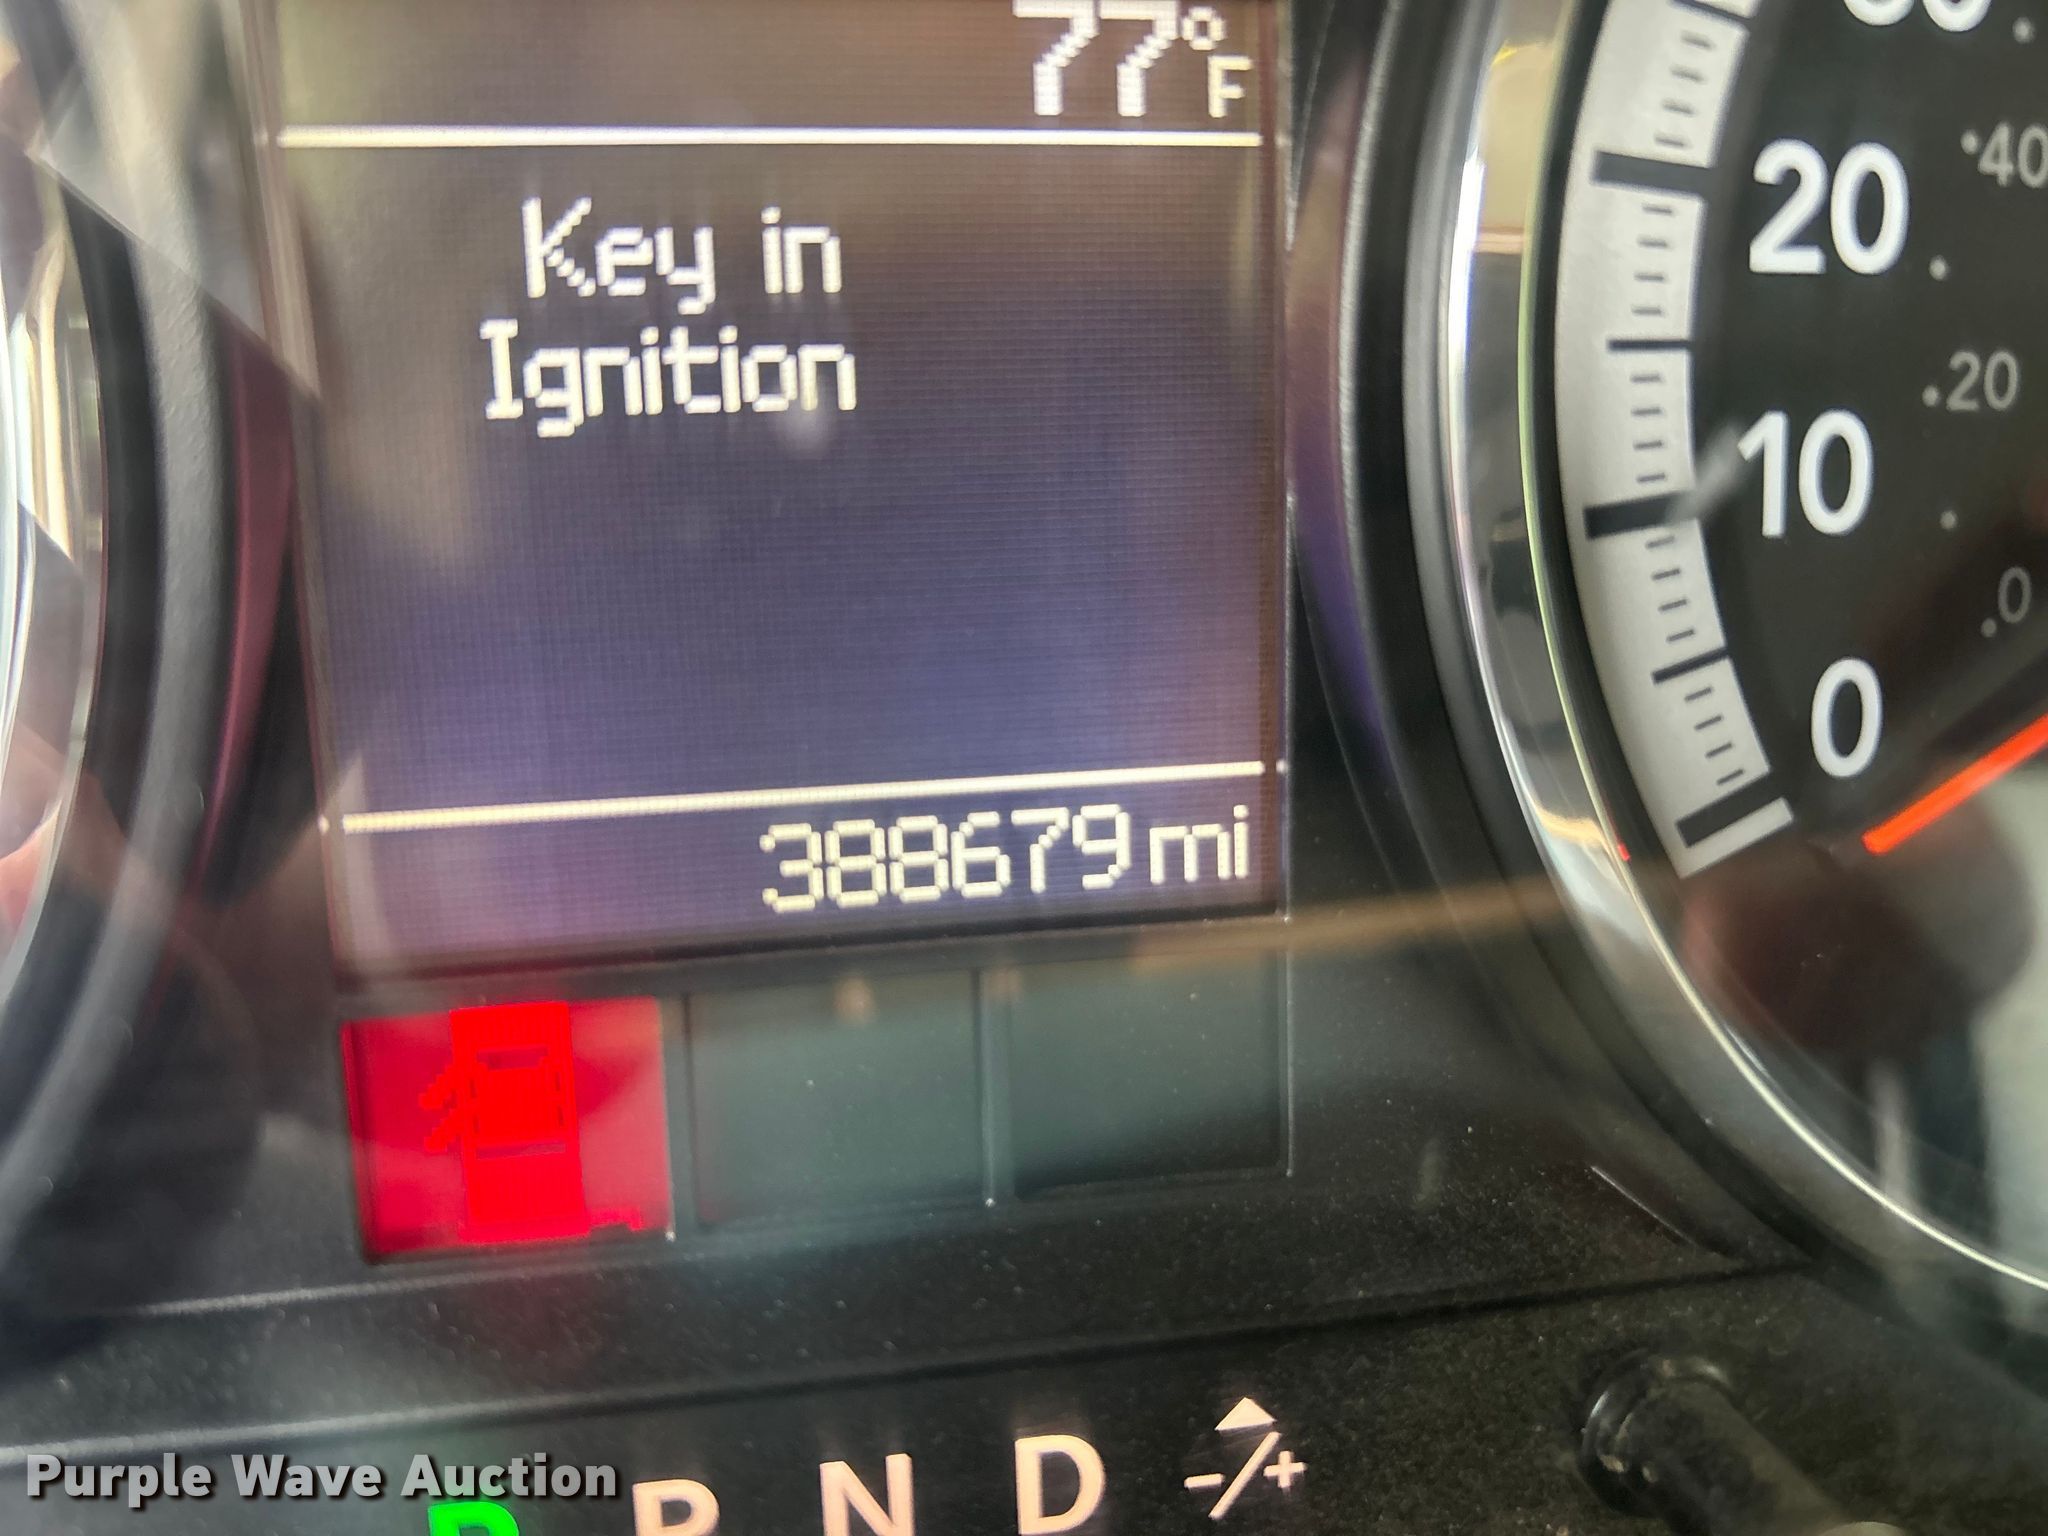 77°F
Key in
Ignition
388679 mi
20
10
0
.40
.20
.0
P R N D -/+
Purple Wave Auction